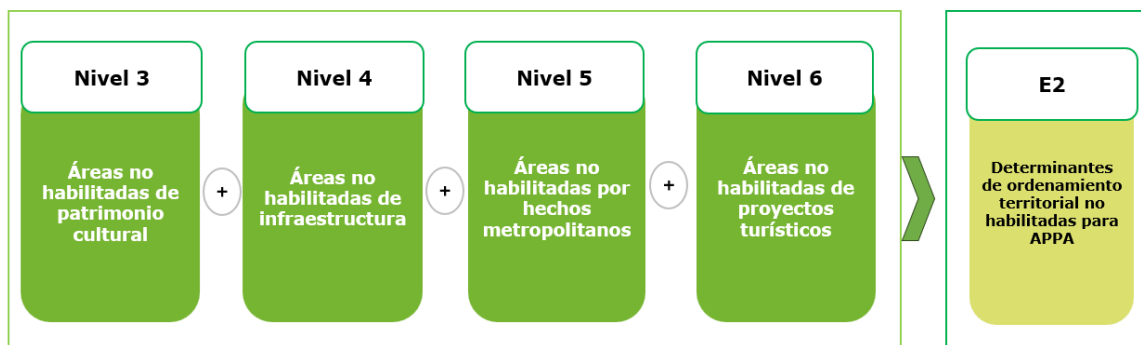 Nivel 3
Áreas no
habilitadas de
patrimonio
cultural
+
Nivel 4
Áreas no
habilitadas de
infraestructura
+
Nivel 5
Áreas no
habilitadas por
hechos
metropolitanos
+
Nivel 6
Áreas no
habilitadas de
proyectos
turísticos
E2
Determinantes
de ordenamiento
territorial no
habilitadas para
APPA